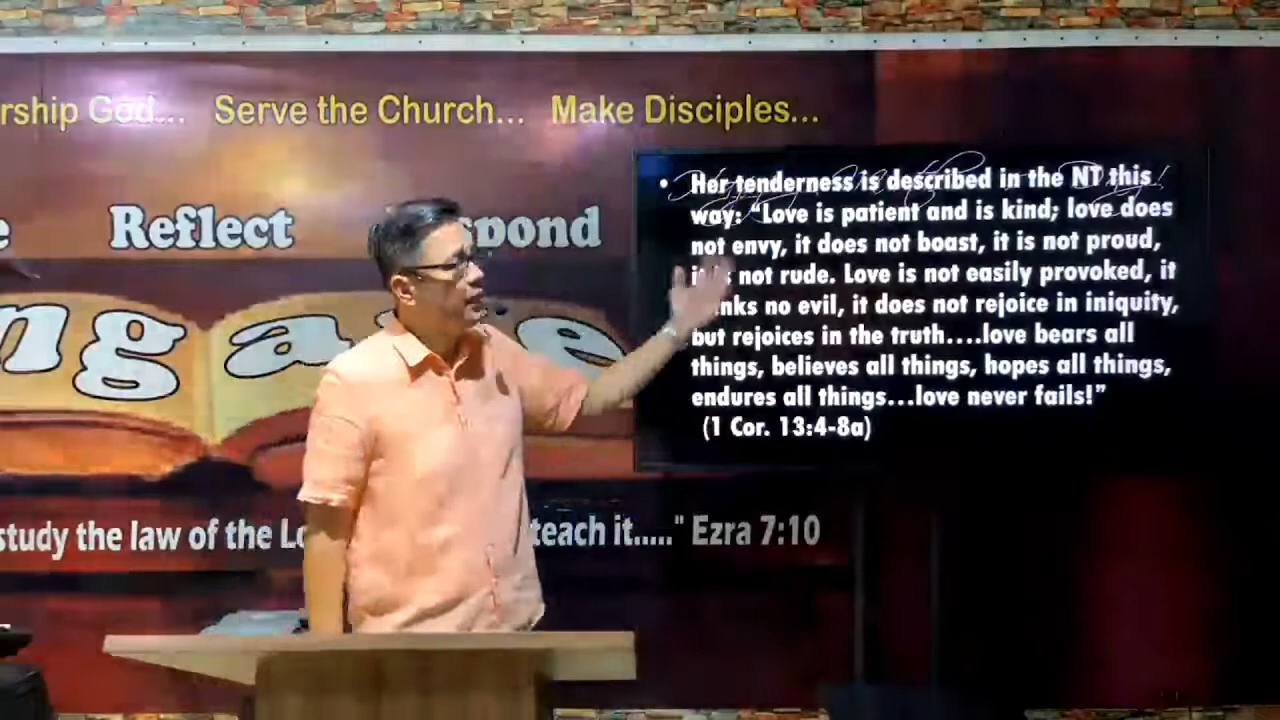 rship God... Serve the Church... Make Disciples...
Reflect
spond
ng a e
study the law of the Lo teach it....." Ezra 7:10
• Her tenderness is described in the NT this
way: “Love is patient and is kind; love does
not envy, it does not boast, it is not proud,
not rude. Love is not easily provoked, it
nks no evil, it does not rejoice in iniquity,
but rejoices in the truth….love bears all
things, believes all things, hopes all things,
endures all things…love never fails!”
(1 Cor. 13:4-8a)